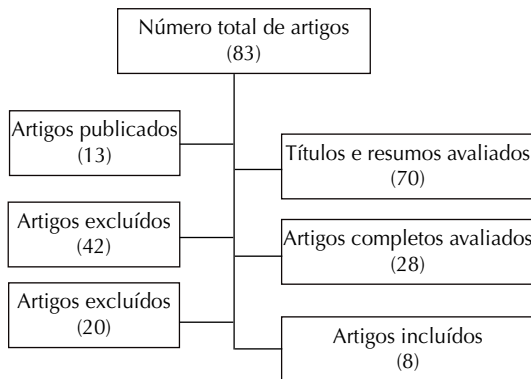 Número total de artigos
(83)
Artigos publicados
(13)
Títulos e resumos avaliados
(70)
Artigos excluídos
(42)
Artigos completos avaliados
(28)
Artigos excluídos
(20)
Artigos incluídos
(8)